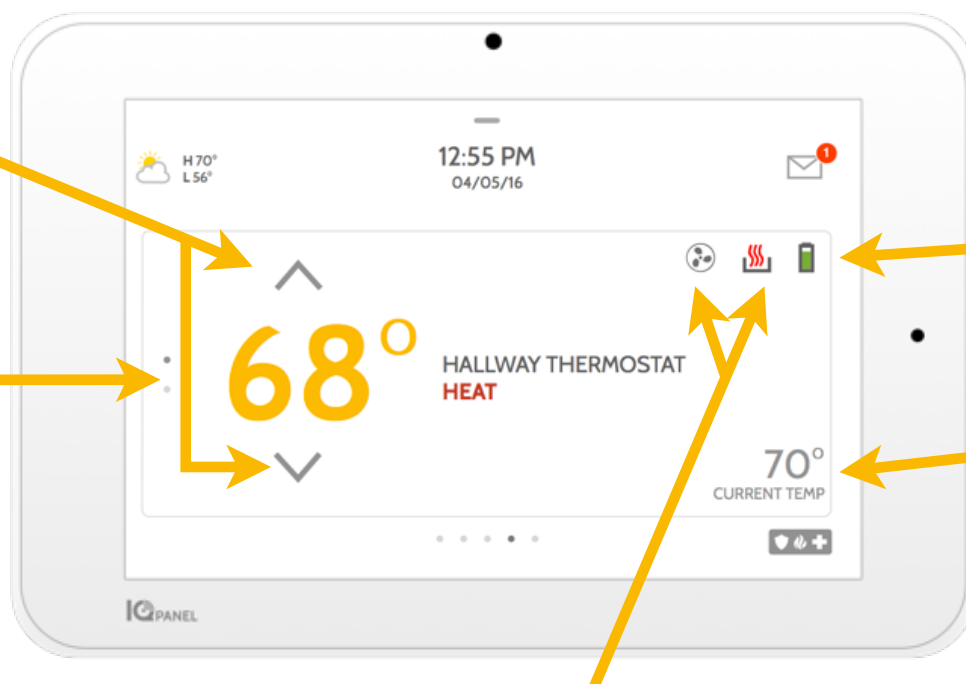 12:55 PM
04/05/16
H 70°
L 56°
1
68°
HALLWAY THERMOSTAT
HEAT
70°
CURRENT TEMP
IQ PANEL